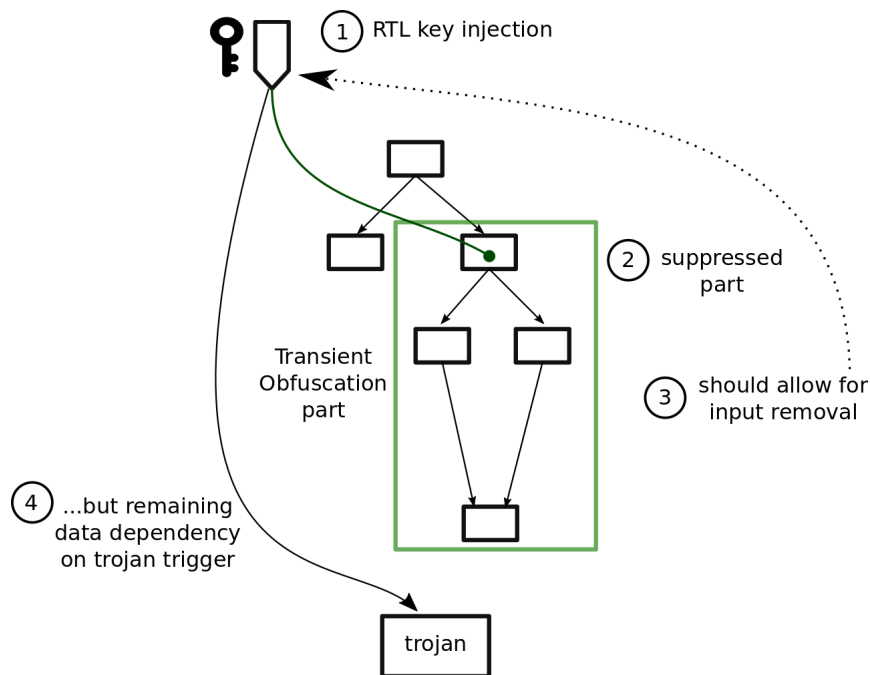 1 RTL key injection
2 suppressed
part
Transient
Obfuscation
part
3 should allow for
input removal
4 ...but remaining
data dependency
on trojan trigger
trojan